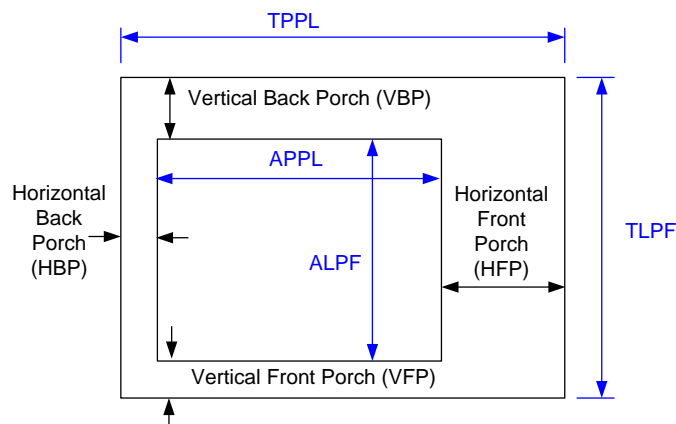 TPPL
Vertical Back Porch (VBP)
APPL
Horizontal
Back
Porch
(HBP)
Horizontal
Front
Porch
(HFP)
TLPF
ALPF
Vertical Front Porch (VFP)